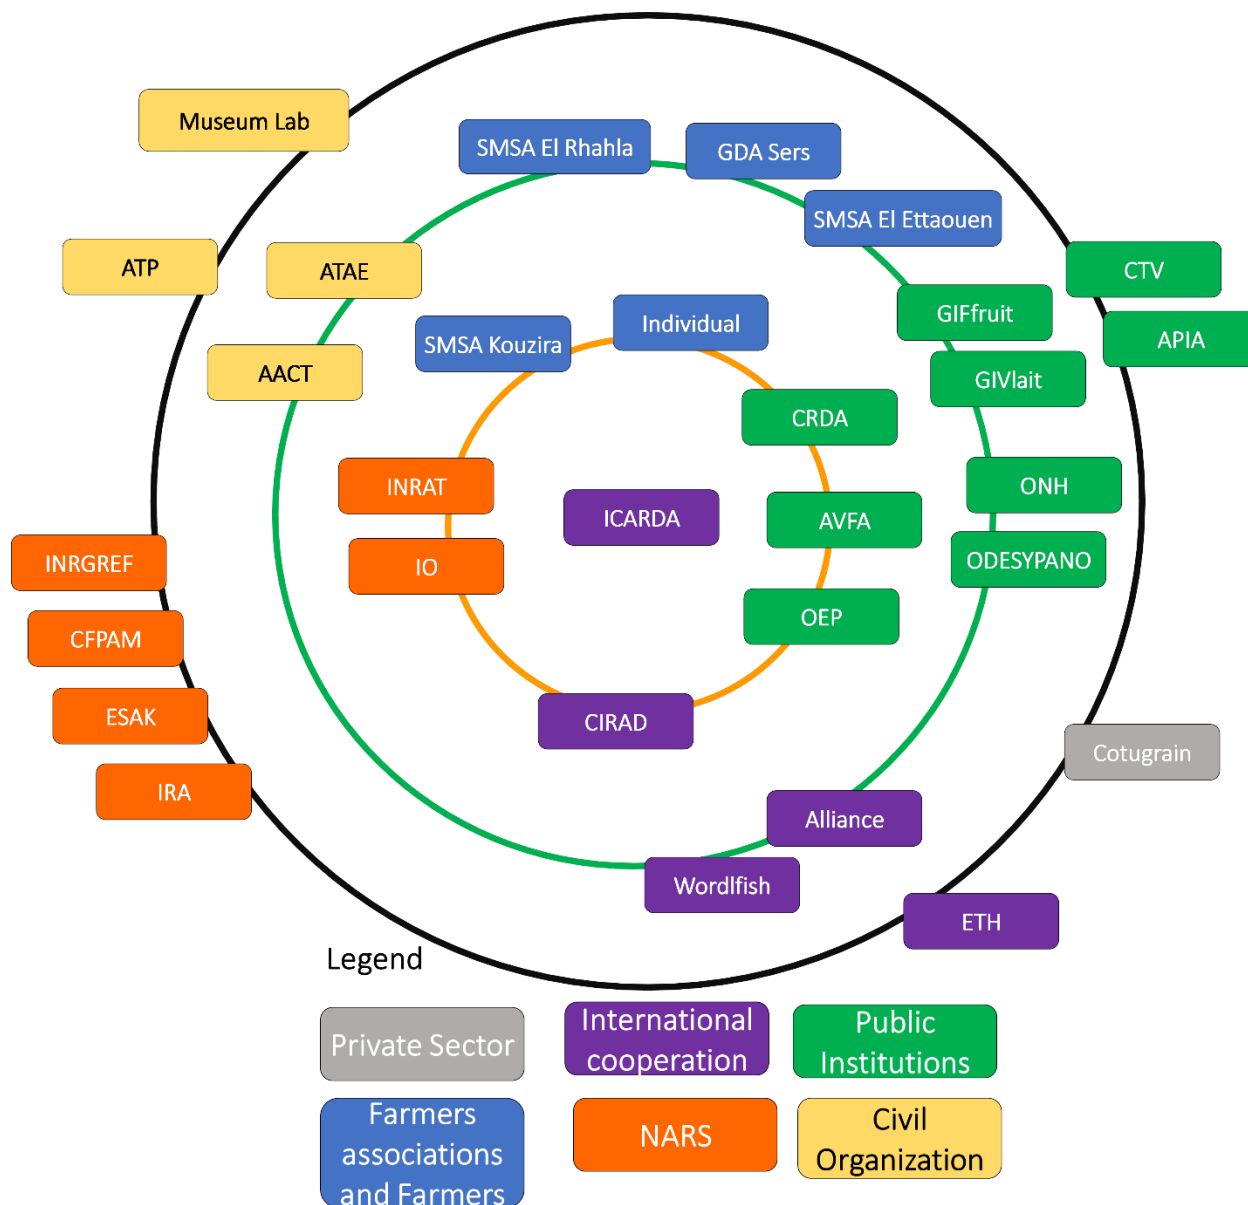 Museum Lab
SMSA El Rhahla
GDA Sers
SMSA El Ettaouen
ATP
ATAE
CTV
GIFfruit
Individual
APIA
SMSA Kouzira
AACT
GIVlait
CRDA
INRAT
ONH
ICARDA
AVFA
INRGREF
IO
ODESYPANO
OEP
CFPAM
ESAK
CIRAD
Cotugrain
IRA
Alliance
Wordlfish
ETH
Legend
Private Sector
International
cooperation
Public
Institutions
Farmers
associations
and Farmers
NARS
Civil
Organization